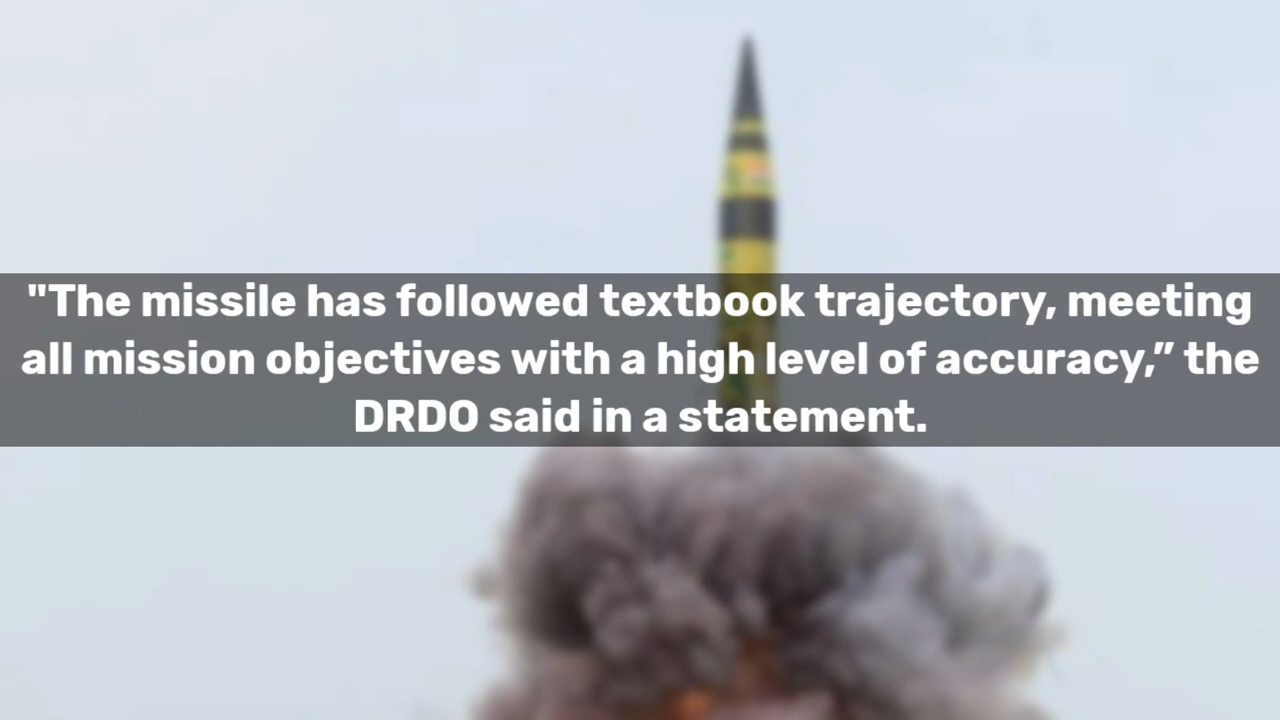 "The missile has followed textbook trajectory, meeting
all mission objectives with a high level of accuracy,” the
DRDO said in a statement.